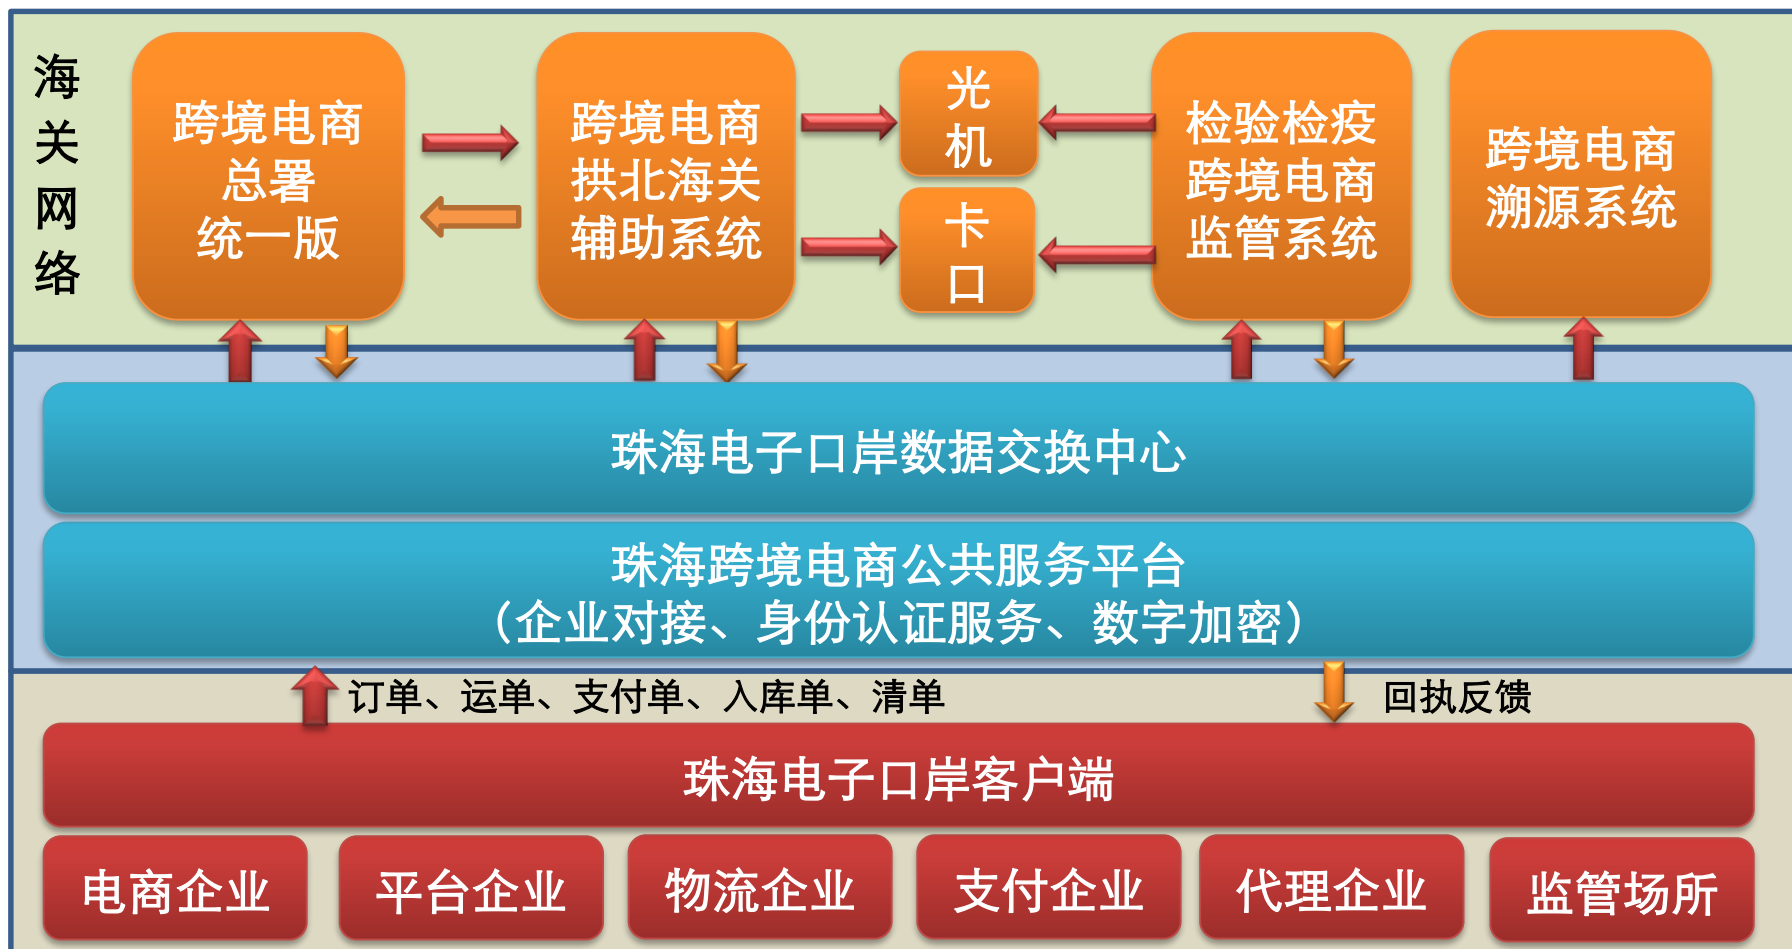 海
关
网
络
跨境电商
总署
统一版
跨境电商
拱北海关
辅助系统
光
机
卡
口
检验检疫
跨境电商
监管系统
跨境电商
溯源系统
珠海电子口岸数据交换中心
珠海跨境电商公共服务平台
（企业对接、身份认证服务、数字加密）
订单、运单、支付单、入库单、清单
回执反馈
珠海电子口岸客户端
电商企业
平台企业
物流企业
支付企业
代理企业
监管场所